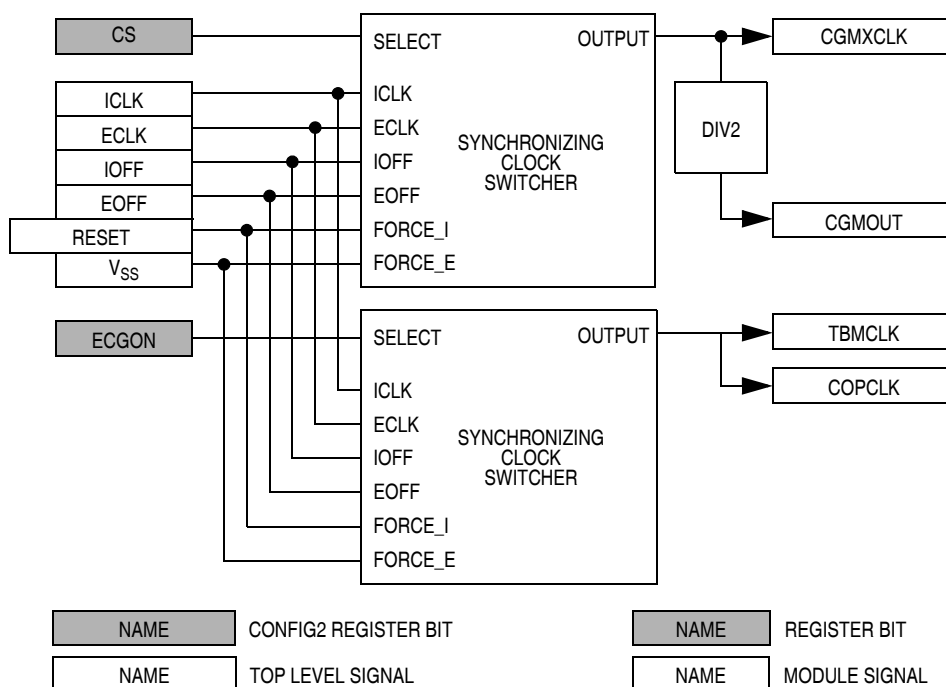 CS
SELECT
OUTPUT
CGMXCLK
ICLK
ICLK
ECLK
ECLK
DIV2
IOFF
IOFF
SYNCHRONIZING
CLOCK
SWITCHER
EOFF
EOFF
RESET
FORCE_I
CGMOUT
VSS
FORCE_E
ECGON
SELECT
OUTPUT
TBMCLK
ICLK
COPCLK
ECLK
SYNCHRONIZING
CLOCK
SWITCHER
IOFF
EOFF
FORCE_I
FORCE_E
NAME CONFIG2 REGISTER BIT
NAME REGISTER BIT
NAME TOP LEVEL SIGNAL
NAME MODULE SIGNAL